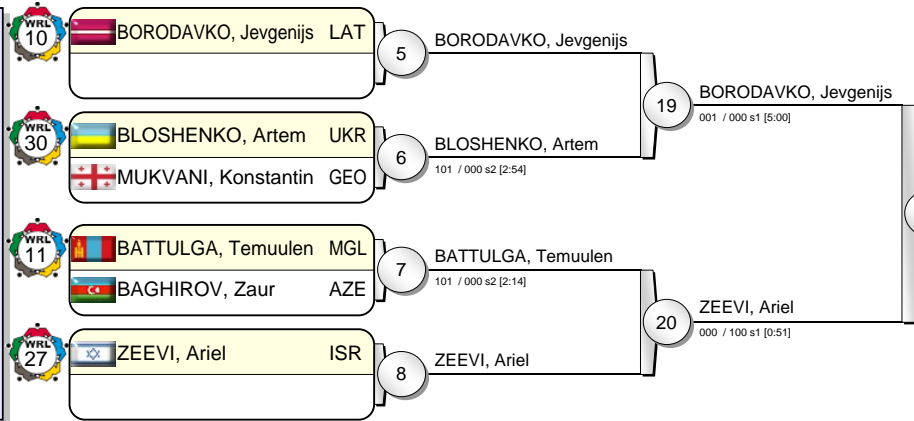 WRL
10
BORODAVKO, Jevgenijs LAT
5
BORODAVKO, Jevgenijs
WRL
30
BLOSHENKO, Artem UKR
MUKVANI, Konstantin GEO
6
BLOSHENKO, Artem
101 / 000 s2 [2:54]
19
BORODAVKO, Jevgenijs
001 / 000 s1 [5:00]
WRL
11
BATTULGA, Temuulen MGL
BAGHIROV, Zaur AZE
7
BATTULGA, Temuulen
101 / 000 s2 [2:14]
WRL
27
ZEEVI, Ariel ISR
8
ZEEVI, Ariel
20
ZEEVI, Ariel
000 / 100 s1 [0:51]